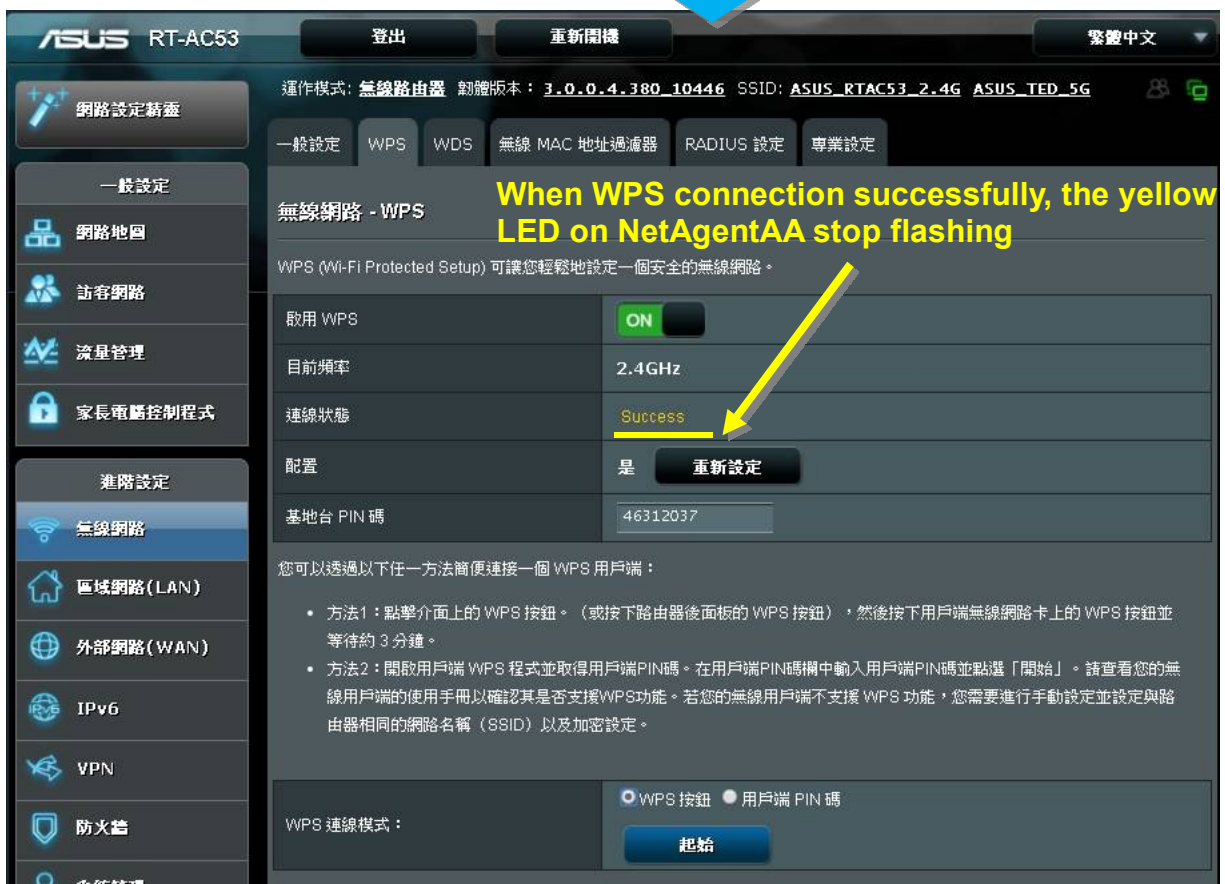 ASUS RT-AC53 登出 重新開機 繁體中文
運作模式: 無線路由器 韌體版本： 3.0.0.4.380_10446 SSID: ASUS_RTAC53_2.4G ASUS_TED_5G
網路設定精靈
一般設定 WPS WDS 無線 MAC 地址過濾器 RADIUS 設定 專業設定
一般設定
網路地圖
訪客網路
流量管理
家長電腦控制程式
進階設定
無線網路
區域網路(LAN)
外部網路(WAN)
IPv6
VPN
防火牆
無線網路 - WPS
When WPS connection successfully, the yellow
LED on NetAgentAA stop flashing
WPS (Wi-Fi Protected Setup) 可讓您輕鬆地設定一個安全的無線網路。
啟用 WPS ON
目前頻率 2.4GHz
連線狀態 Success
配置 是 重新設定
基地台 PIN 碼 46312037
您可以透過以下任一方法簡便連接一個 WPS 用戶端：
• 方法1：點擊介面上的 WPS 按鈕。（或按下路由器後面板的 WPS 按鈕），然後按下用戶端無線網路卡上的 WPS 按鈕並
等待約 3 分鐘。
• 方法2：開啟用戶端 WPS 程式並取得用戶端PIN碼。在用戶端PIN碼欄中輸入用戶端PIN碼並點選「開始」。請查看您的無
線用戶端的使用手冊以確認其是否支援WPS功能。若您的無線用戶端不支援 WPS 功能，您需要進行手動設定並設定與路
由器相同的網路名稱（SSID）以及加密設定。
WPS 連線模式： WPS 按鈕 用戶端 PIN 碼
起始